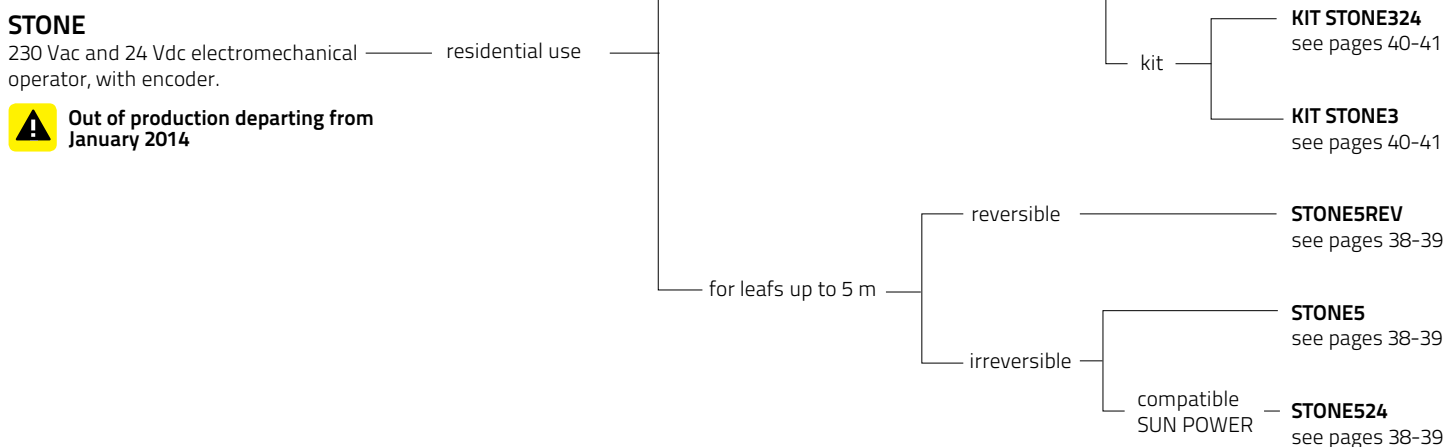 STONE
230 Vac and 24 Vdc electromechanical
operator, with encoder.
Out of production departing from
January 2014
residential use
kit
KIT STONE324
see pages 40-41
KIT STONE3
see pages 40-41
for leafs up to 5 m
reversible
STONE5REV
see pages 38-39
irreversible
STONE5
see pages 38-39
compatible
SUN POWER
STONE524
see pages 38-39